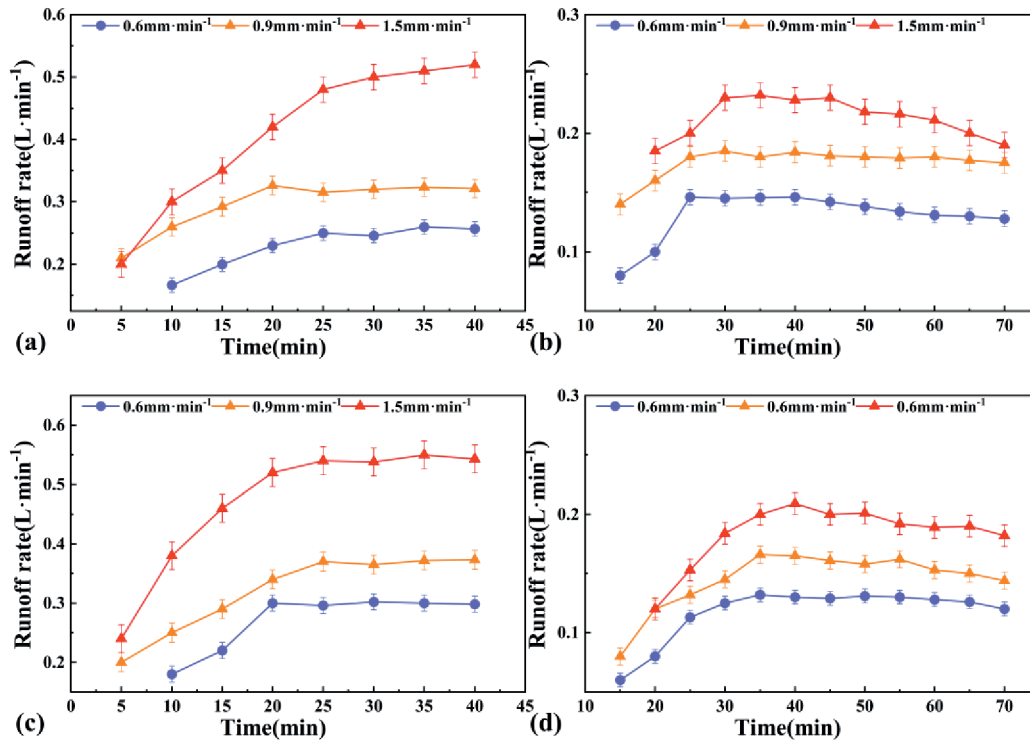 0.6mm·min⁻¹ 0.9mm·min⁻¹ 1.5mm·min⁻¹
Runoff rate(L·min⁻¹)
0.6
0.5
0.4
0.3
0.2
0 5 10 15 20 25 30 35 40 45
(a) Time(min)
0.6mm·min⁻¹ 0.9mm·min⁻¹ 1.5mm·min⁻¹
Runoff rate(L·min⁻¹)
0.3
0.2
0.1
10 20 30 40 50 60 70
(b) Time(min)
0.6mm·min⁻¹ 0.9mm·min⁻¹ 1.5mm·min⁻¹
Runoff rate(L·min⁻¹)
0.6
0.5
0.4
0.3
0.2
0 5 10 15 20 25 30 35 40 45
(c) Time(min)
0.6mm·min⁻¹ 0.6mm·min⁻¹ 0.6mm·min⁻¹
Runoff rate(L·min⁻¹)
0.3
0.2
0.1
10 20 30 40 50 60 70
(d) Time(min)